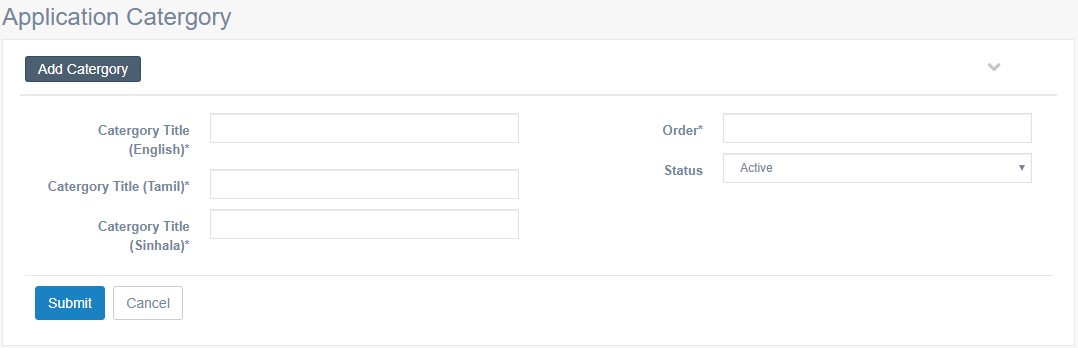 Application Catergory
Add Catergory
Catergory Title
(English)*
Order*
Status
Active
Catergory Title (Tamil)*
Catergory Title
(Sinhala)*
Submit
Cancel